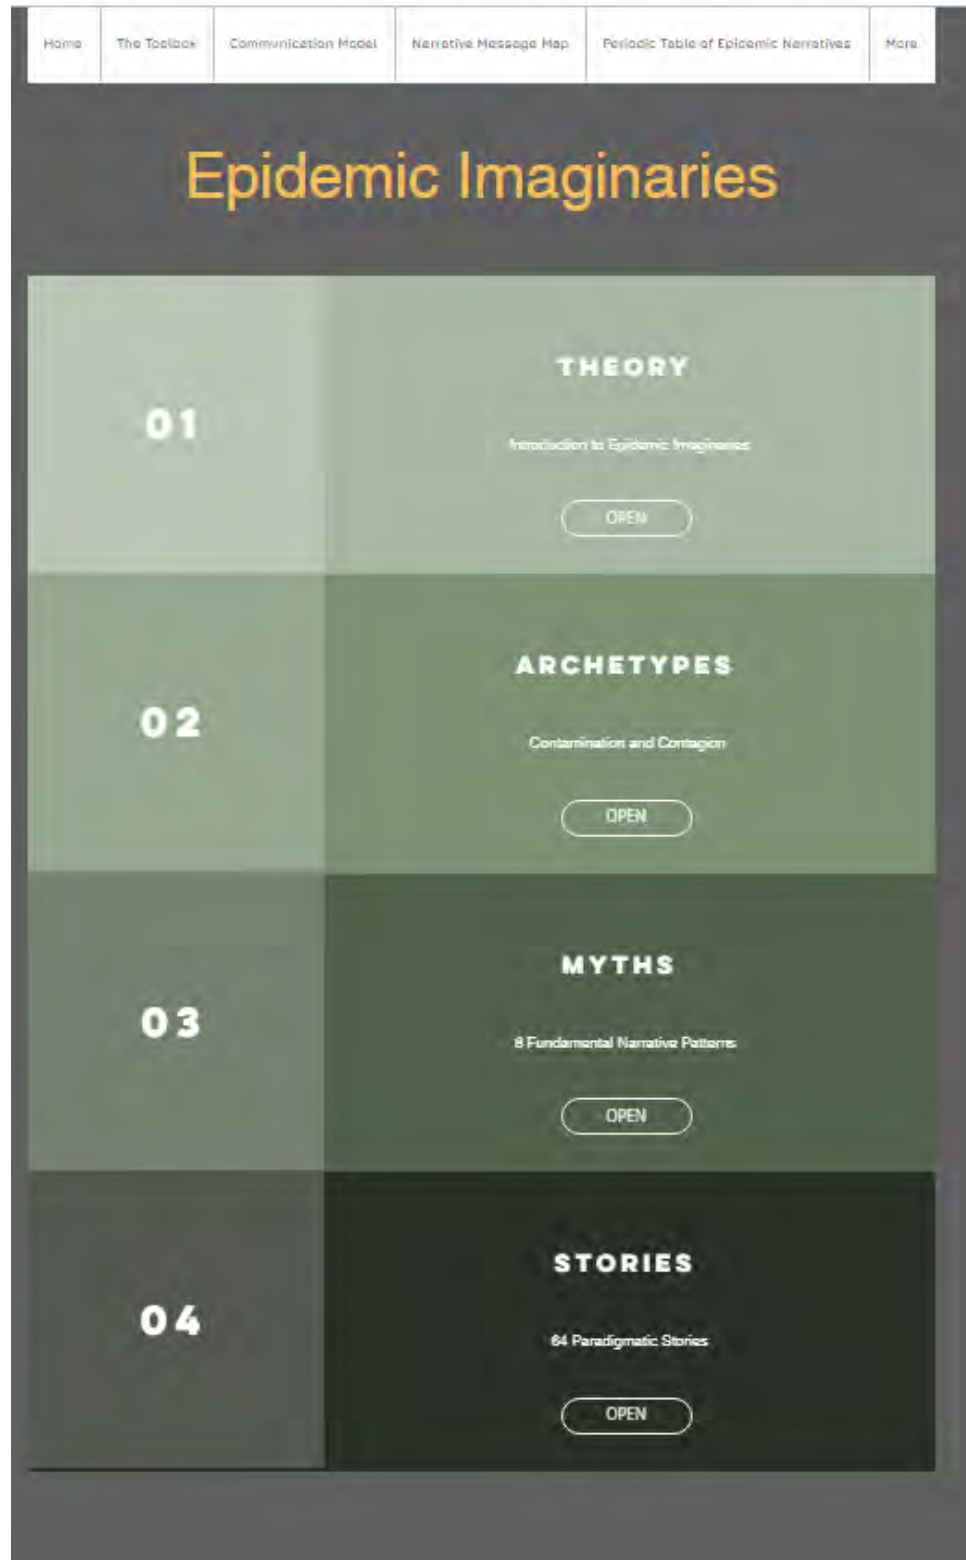 Home The Toolbox Communication Model Narrative Message Map Periodic Table of Epidemic Narratives More
Epidemic Imaginaries
01
THEORY
Introduction to Epidemic Imaginaries
OPEN
02
ARCHETYPES
Contamination and Contagion
OPEN
03
MYTHS
8 Fundamental Narrative Patterns
OPEN
04
STORIES
64 Paradigmatic Stories
OPEN